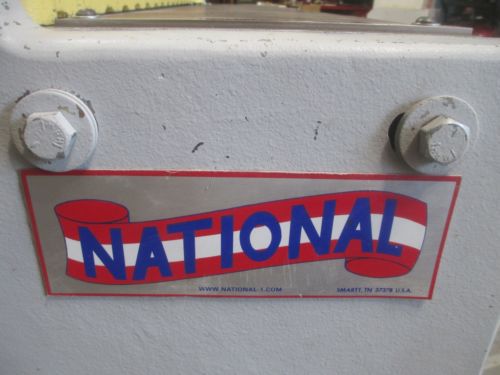 NATIONAL
WWW.NATIONAL-1.COM
SMARTT, TN 37378 U.S.A.